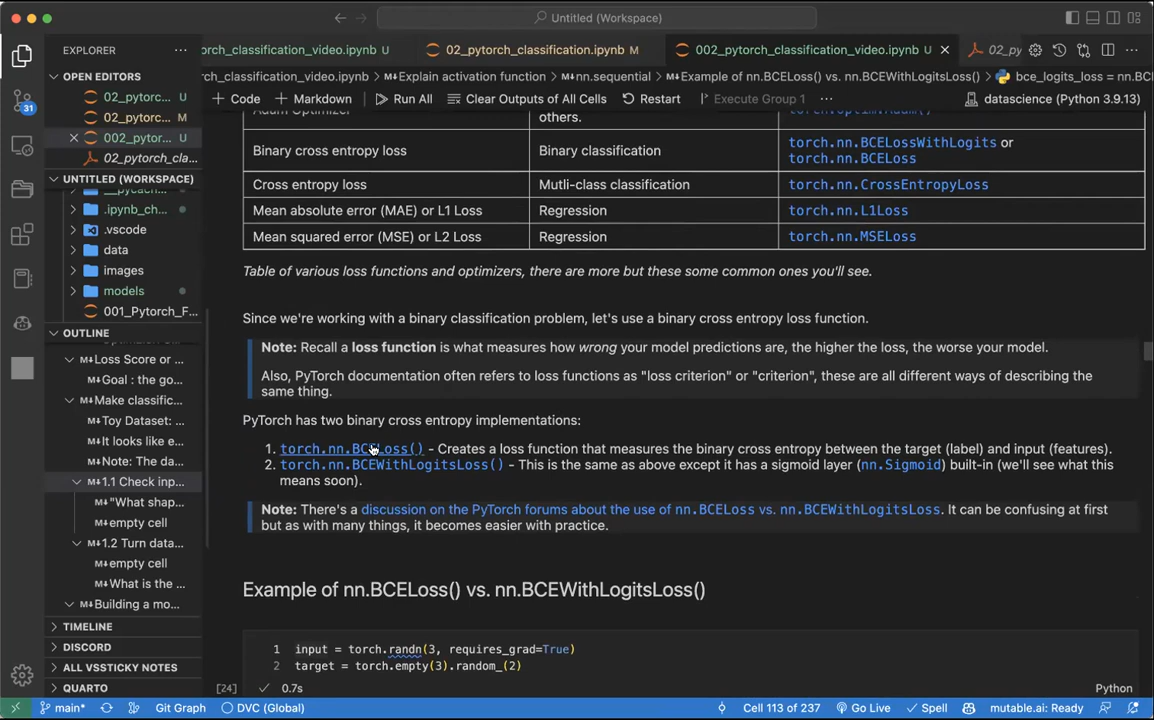 Untitled (Workspace)
EXPLORER
OPEN EDITORS
02_pytorc... U
02_pytorc... M
002_pytor... U
02_pytorch_cla...
UNTITLED (WORKSPACE)
__pycach...
.ipynb_ch...
.vscode
data
images
models
001_Pytorch_F...
OUTLINE
Loss Score or ...
Goal : the go...
Make classific...
Toy Dataset: ...
It looks like e...
Note: The da...
1.1 Check inp...
"What shap...
empty cell
1.2 Turn data...
empty cell
What is the ...
Building a mo...
TIMELINE
DISCORD
ALL VSSTICKY NOTES
QUARTO
31
orch_classification_video.ipynb U
02_pytorch_classification.ipynb M
002_pytorch_classification_video.ipynb U
02_py
rch_classification_video.ipynb > Explain activation function > nn.sequential > Example of nn.BCELoss() vs. nn.BCEWithLogitsLoss() > bce_logits_loss = nn.BC
+ Code + Markdown Run All Clear Outputs of All Cells Restart Execute Group 1 ... datascience (Python 3.9.13)
Adam Optimizer others. torch.optim.Adam()
Binary cross entropy loss Binary classification torch.nn.BCELossWithLogits or
torch.nn.BCELoss
Cross entropy loss Mutli-class classification torch.nn.CrossEntropyLoss
Mean absolute error (MAE) or L1 Loss Regression torch.nn.L1Loss
Mean squared error (MSE) or L2 Loss Regression torch.nn.MSELoss
Table of various loss functions and optimizers, there are more but these some common ones you'll see.
Since we're working with a binary classification problem, let's use a binary cross entropy loss function.
Note: Recall a loss function is what measures how wrong your model predictions are, the higher the loss, the worse your model.
Also, PyTorch documentation often refers to loss functions as "loss criterion" or "criterion", these are all different ways of describing the
same thing.
PyTorch has two binary cross entropy implementations:
1. torch.nn.BCELoss() - Creates a loss function that measures the binary cross entropy between the target (label) and input (features).
2. torch.nn.BCEWithLogitsLoss() - This is the same as above except it has a sigmoid layer (nn.Sigmoid) built-in (we'll see what this
means soon).
Note: There's a discussion on the PyTorch forums about the use of nn.BCELoss vs. nn.BCEWithLogitsLoss. It can be confusing at first
but as with many things, it becomes easier with practice.
Example of nn.BCELoss() vs. nn.BCEWithLogitsLoss()
1 input = torch.randn(3, requires_grad=True)
2 target = torch.empty(3).random_(2)
[24] 0.7s Python
main* Git Graph DVC (Global) Cell 113 of 237 Go Live Spell mutable.ai: Ready